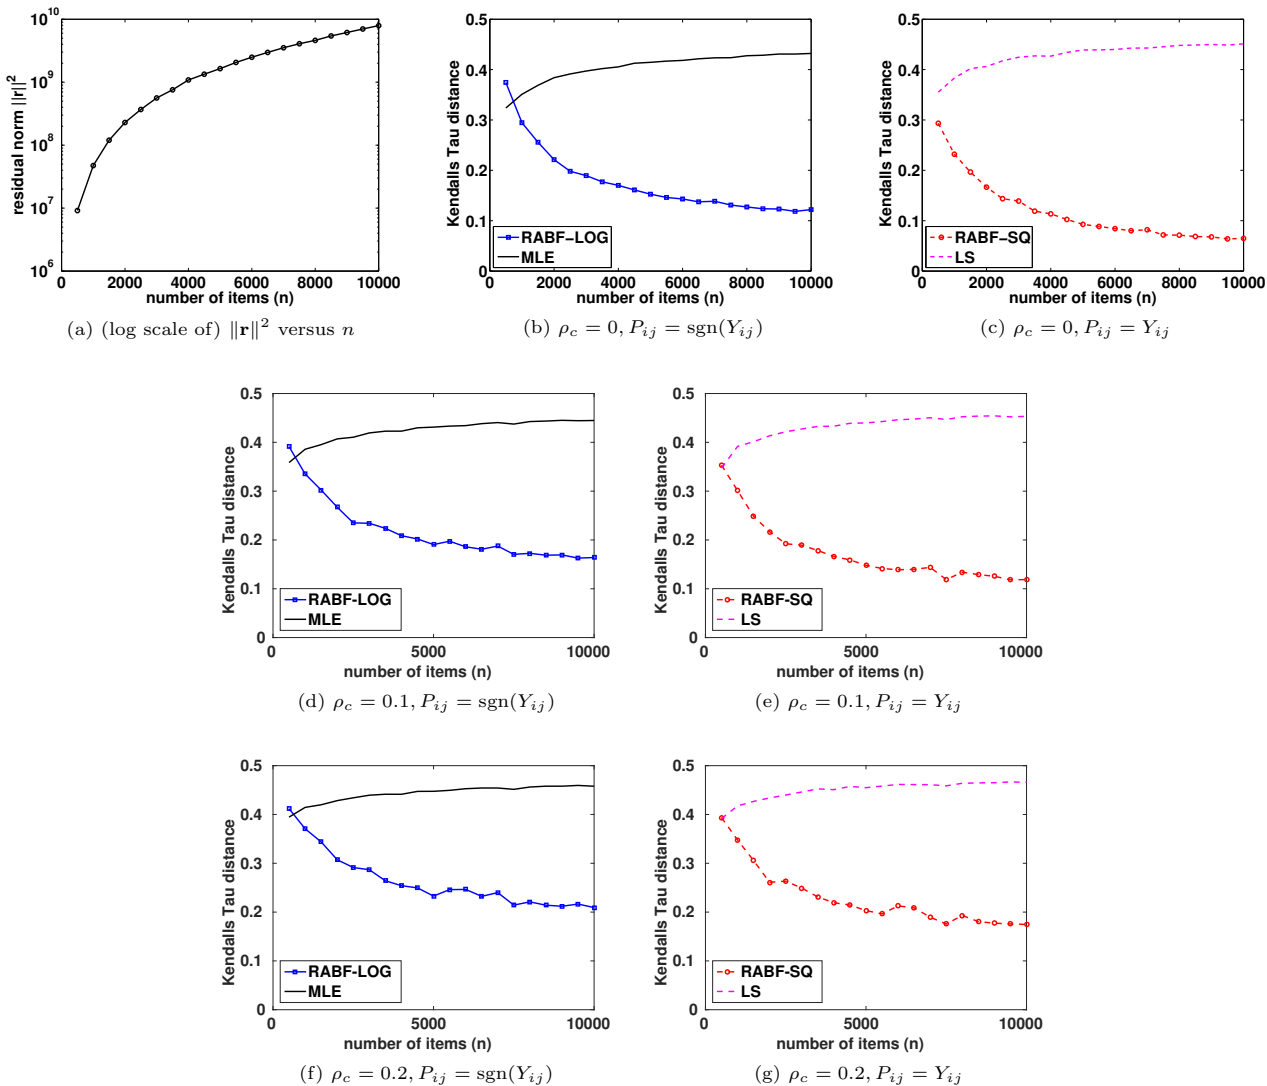 10^10
10^9
10^8
10^7
10^6
residual norm ||r||^2
0 2000 4000 6000 8000 10000
number of items (n)
(a) (log scale of) ∥r∥^2 versus n
0.5
0.4
0.3
0.2
0.1
0
Kendalls Tau distance
RABF−LOG
MLE
0 2000 4000 6000 8000 10000
number of items (n)
(b) ρ_c = 0, P_ij = sgn(Y_ij)
0.5
0.4
0.3
0.2
0.1
0
Kendalls Tau distance
RABF−SQ
LS
0 2000 4000 6000 8000 10000
number of items (n)
(c) ρ_c = 0, P_ij = Y_ij
0.5
0.4
0.3
0.2
0.1
0
Kendalls Tau distance
RABF-LOG
MLE
0 5000 10000
number of items (n)
(d) ρ_c = 0.1, P_ij = sgn(Y_ij)
0.5
0.4
0.3
0.2
0.1
0
Kendalls Tau distance
RABF-SQ
LS
0 5000 10000
number of items (n)
(e) ρ_c = 0.1, P_ij = Y_ij
0.5
0.4
0.3
0.2
0.1
0
Kendalls Tau distance
RABF-LOG
MLE
0 5000 10000
number of items (n)
(f) ρ_c = 0.2, P_ij = sgn(Y_ij)
0.5
0.4
0.3
0.2
0.1
0
Kendalls Tau distance
RABF-SQ
LS
0 5000 10000
number of items (n)
(g) ρ_c = 0.2, P_ij = Y_ij